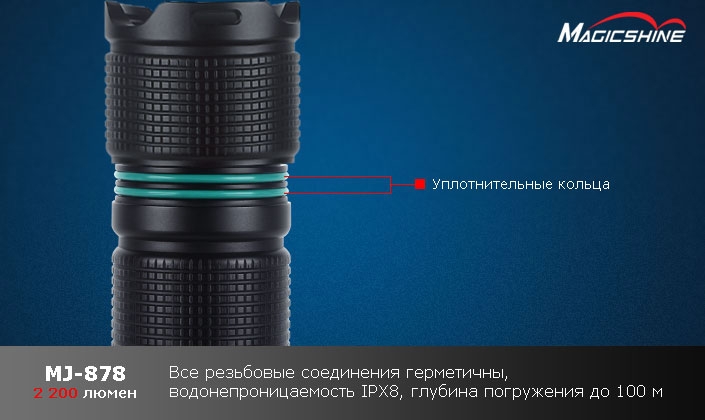 MAGICSHINE
Уплотнительные кольца
MJ-878
2 200 люмен
Все резьбовые соединения герметичны,
водонепроницаемость IPX8, глубина погружения до 100 м